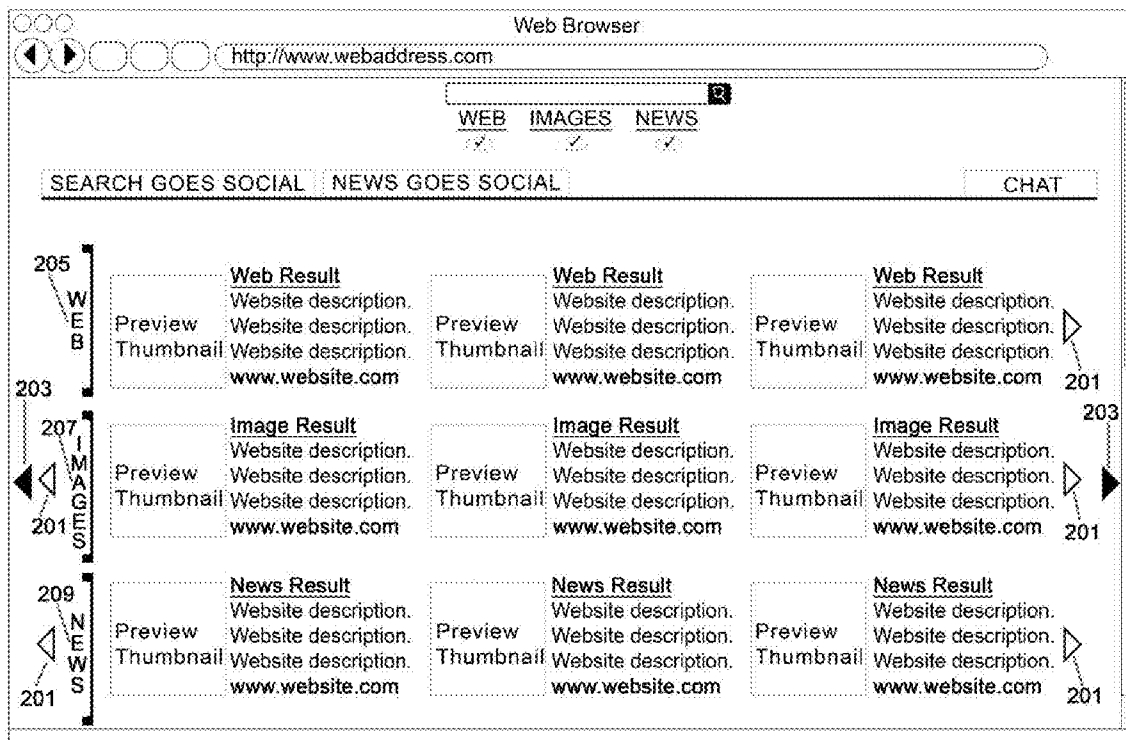 Web Browser
http://www.webaddress.com
WEB IMAGES NEWS
SEARCH GOES SOCIAL NEWS GOES SOCIAL CHAT
205
WEB
Preview Thumbnail
Web Result
Website description.
Website description.
Website description.
www.website.com
Preview Thumbnail
Web Result
Website description.
Website description.
Website description.
www.website.com
Preview Thumbnail
Web Result
Website description.
Website description.
Website description.
www.website.com
201
203
207
IMAGES
201
Preview Thumbnail
Image Result
Website description.
Website description.
Website description.
www.website.com
Preview Thumbnail
Image Result
Website description.
Website description.
Website description.
www.website.com
Preview Thumbnail
Image Result
Website description.
Website description.
Website description.
www.website.com
201
203
209
NEWS
201
Preview Thumbnail
News Result
Website description.
Website description.
Website description.
www.website.com
Preview Thumbnail
News Result
Website description.
Website description.
Website description.
www.website.com
Preview Thumbnail
News Result
Website description.
Website description.
Website description.
www.website.com
201